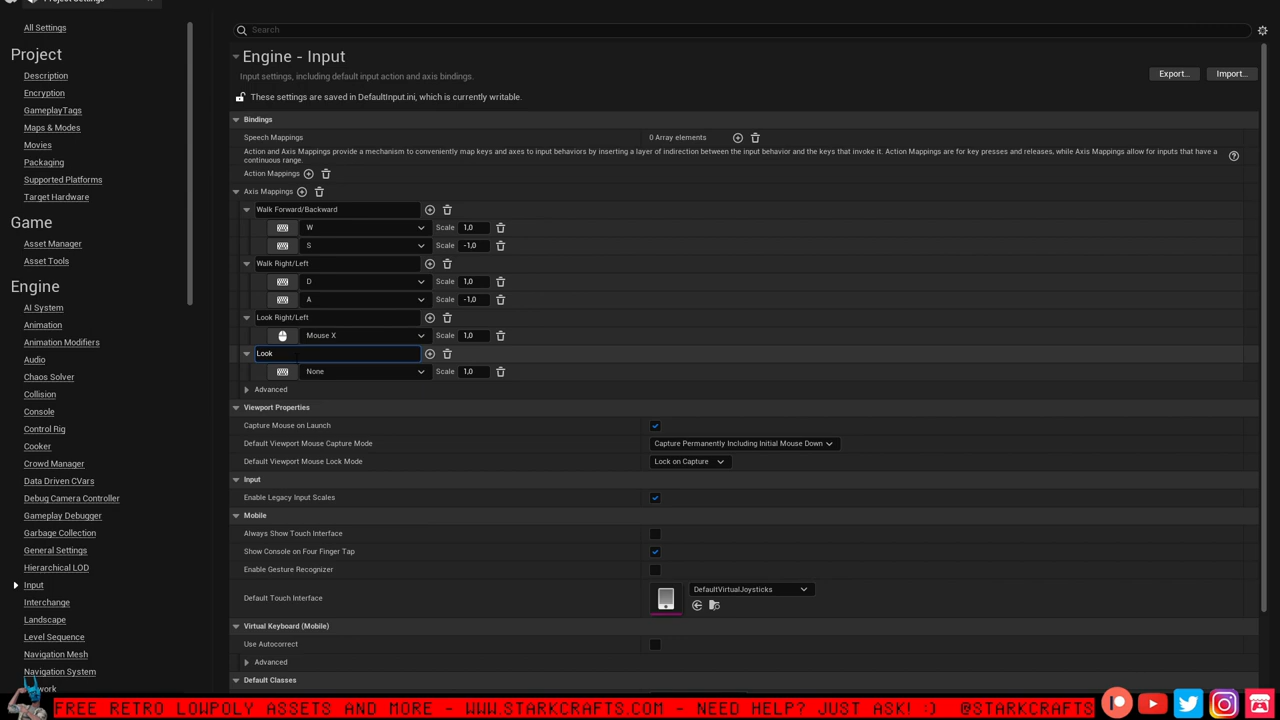 Project Settings
All Settings
Project
Description
Encryption
GameplayTags
Maps & Modes
Movies
Packaging
Supported Platforms
Target Hardware
Game
Asset Manager
Asset Tools
Engine
AI System
Animation
Animation Modifiers
Audio
Chaos Solver
Collision
Console
Control Rig
Cooker
Crowd Manager
Data Driven CVars
Debug Camera Controller
Gameplay Debugger
Garbage Collection
General Settings
Hierarchical LOD
Input
Interchange
Landscape
Level Sequence
Navigation Mesh
Navigation System
Search
Engine - Input
Input settings, including default input action and axis bindings.
Export... Import...
These settings are saved in DefaultInput.ini, which is currently writable.
Bindings
Speech Mappings 0 Array elements
Action and Axis Mappings provide a mechanism to conveniently map keys and axes to input behaviors by inserting a layer of indirection between the input behavior and the keys that invoke it. Action Mappings are for key presses and releases, while Axis Mappings allow for inputs that have a
continuous range.
Action Mappings
Axis Mappings
Walk Forward/Backward
W Scale 1,0
S Scale -1,0
Walk Right/Left
D Scale 1,0
A Scale -1,0
Look Right/Left
Mouse X Scale 1,0
Look
None Scale 1,0
Advanced
Viewport Properties
Capture Mouse on Launch
Default Viewport Mouse Capture Mode Capture Permanently Including Initial Mouse Down
Default Viewport Mouse Lock Mode Lock on Capture
Input
Enable Legacy Input Scales
Mobile
Always Show Touch Interface
Show Console on Four Finger Tap
Enable Gesture Recognizer
Default Touch Interface DefaultVirtualJoysticks
Virtual Keyboard (Mobile)
Use Autocorrect
Advanced
Default Classes
FREE RETRO LOWPOLY ASSETS AND MORE - WWW.STARKCRAFTS.COM - NEED HELP? JUST ASK! :) @STARKCRAFTS